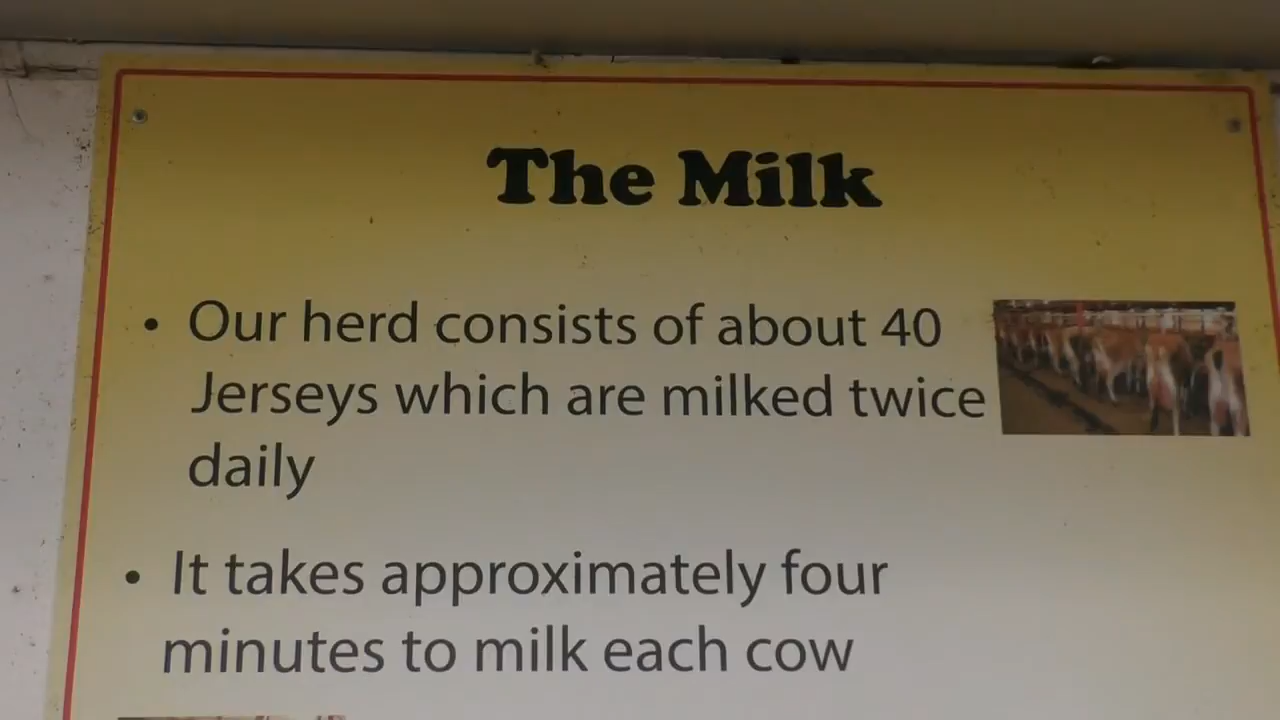 The Milk
• Our herd consists of about 40
Jerseys which are milked twice
daily
• It takes approximately four
minutes to milk each cow